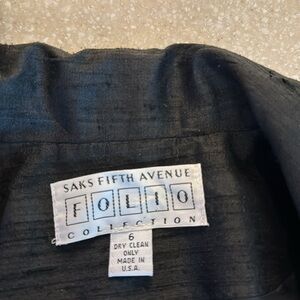 SAKS FIFTH AVENUE
FOLIO
COLLECTION
6
DRY CLEAN
ONLY
MADE IN
U.S.A.